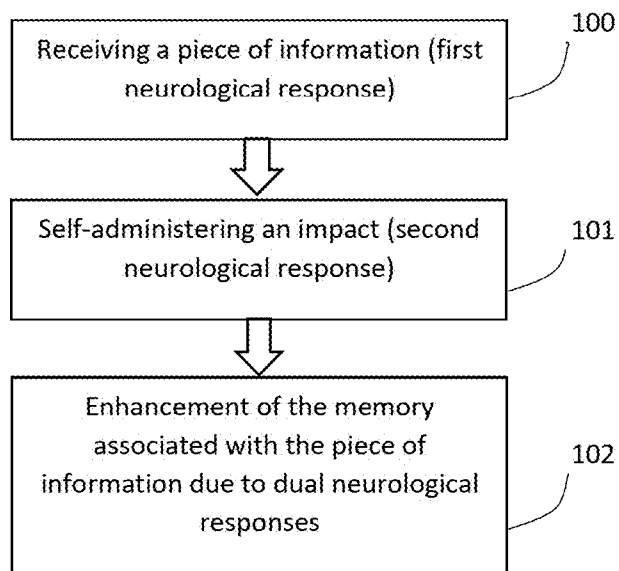 100
Receiving a piece of information (first
neurological response)
101
Self-administering an impact (second
neurological response)
Enhancement of the memory
associated with the piece of
102
information due to dual neurological
responses